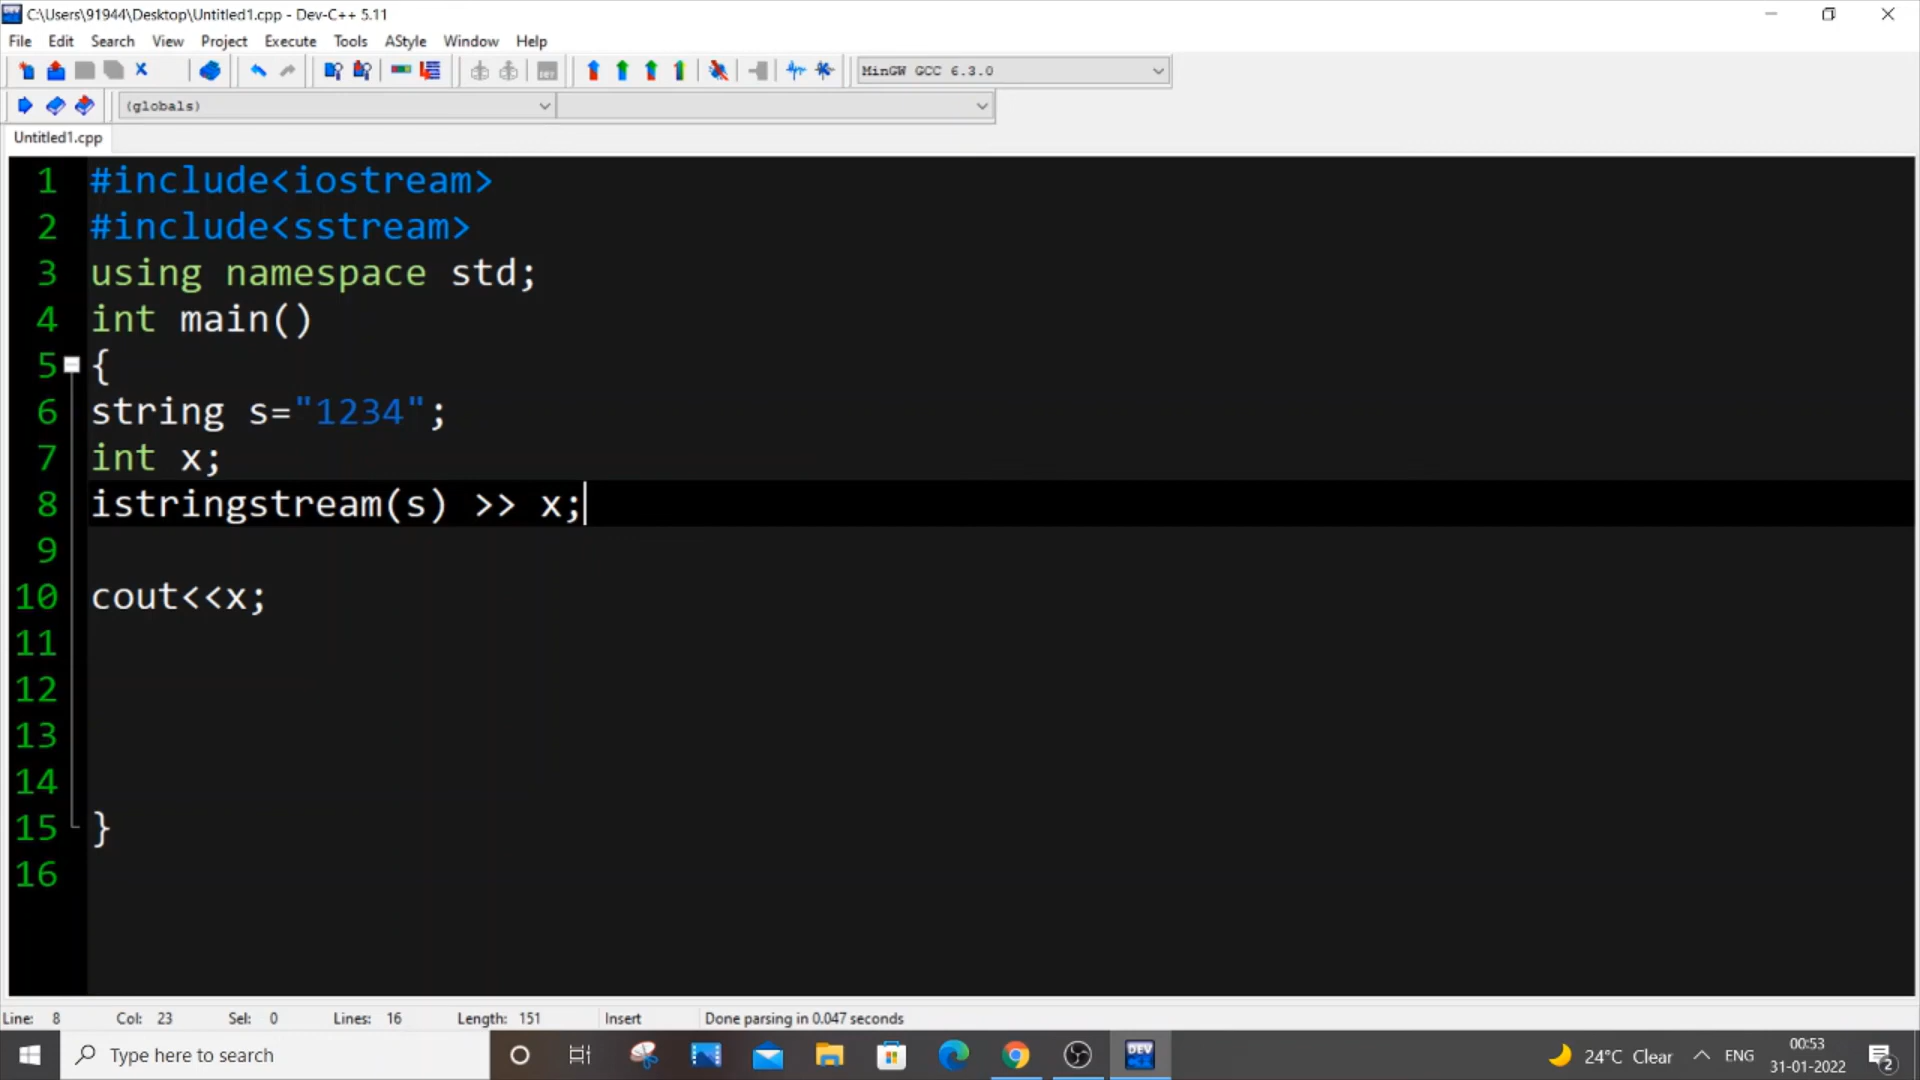 C:\Users\91944\Desktop\Untitled1.cpp - Dev-C++ 5.11
File Edit Search View Project Execute Tools AStyle Window Help
MinGW GCC 6.3.0
(globals)
Untitled1.cpp
1 #include<iostream>
2 #include<sstream>
3 using namespace std;
4 int main()
5 {
6 string s="1234";
7 int x;
8 istringstream(s) >> x;
9
10 cout<<x;
11
12
13
14
15 }
16
Line: 8 Col: 23 Sel: 0 Lines: 16 Length: 151 Insert Done parsing in 0.047 seconds
Type here to search DEV 24°C Clear ENG 00:53
31-01-2022 2